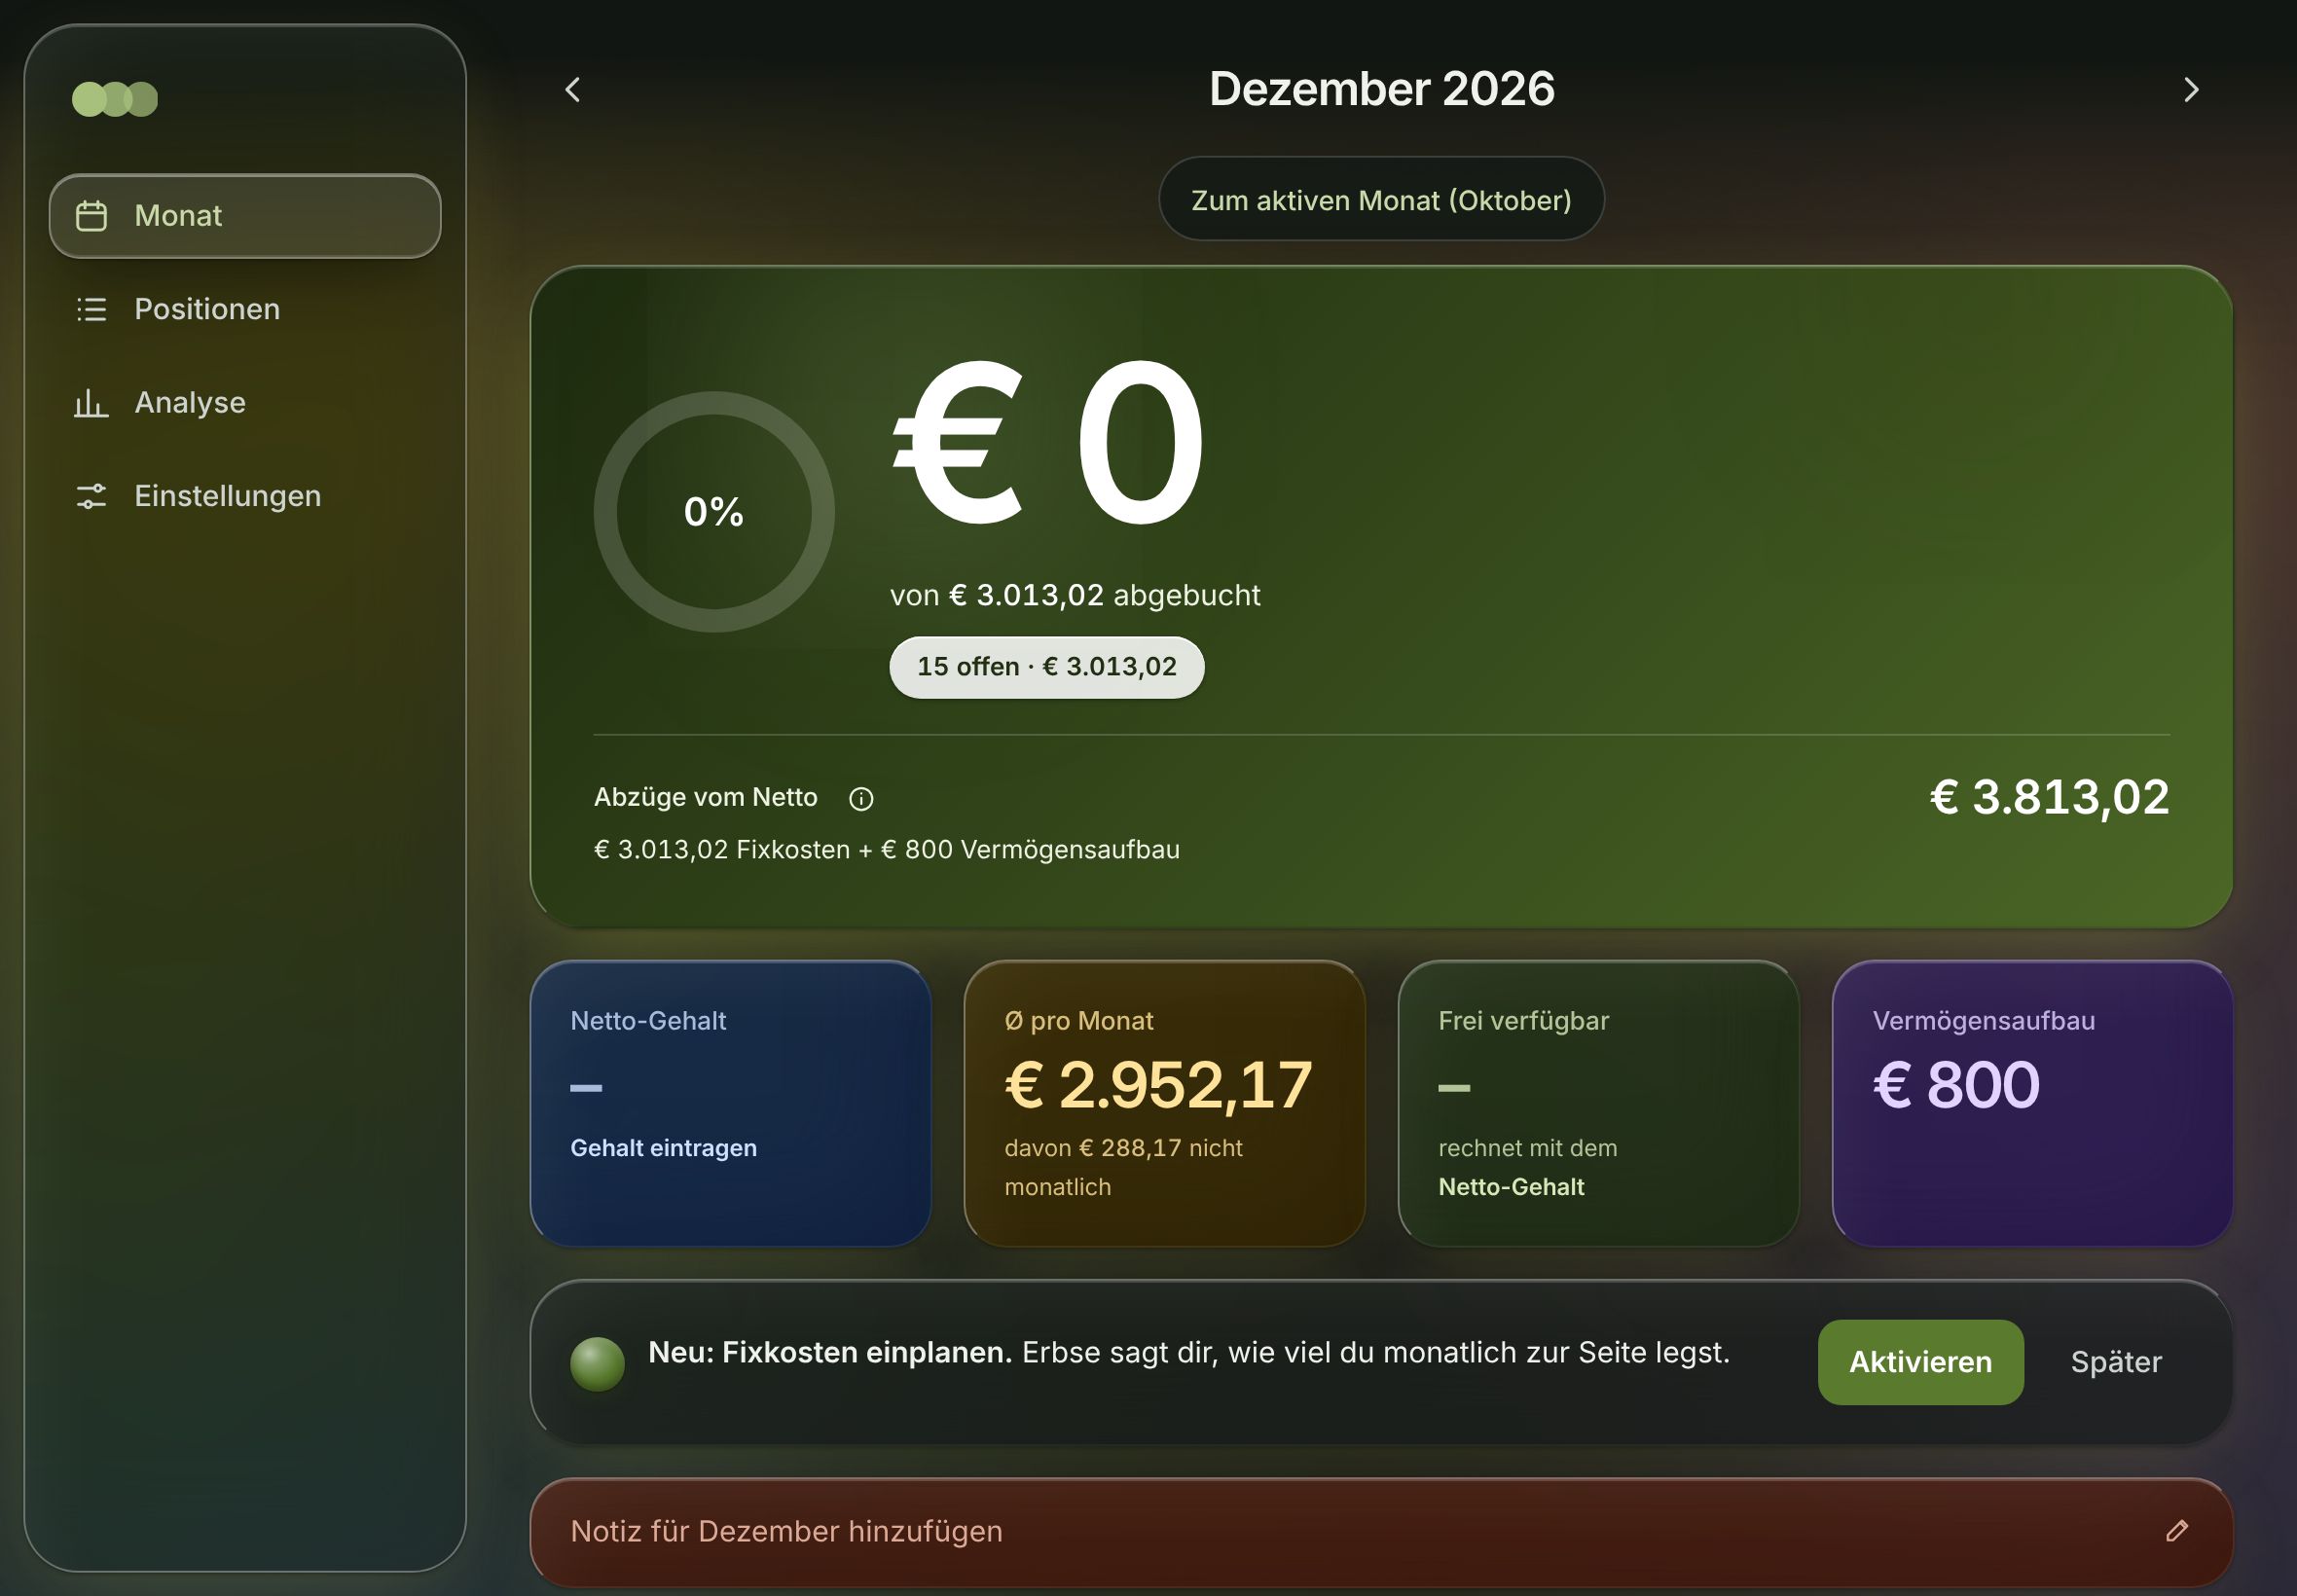 Dezember 2026
Zum aktiven Monat (Oktober)
Monat
Positionen
Analyse
Einstellungen
0%
€ 0
von € 3.013,02 abgebucht
15 offen · € 3.013,02
Abzüge vom Netto
€ 3.813,02
€ 3.013,02 Fixkosten + € 800 Vermögensaufbau
Netto-Gehalt
–
Gehalt eintragen
Ø pro Monat
€ 2.952,17
davon € 288,17 nicht
monatlich
Frei verfügbar
–
rechnet mit dem
Netto-Gehalt
Vermögensaufbau
€ 800
Neu: Fixkosten einplanen. Erbse sagt dir, wie viel du monatlich zur Seite legst.
Aktivieren
Später
Notiz für Dezember hinzufügen